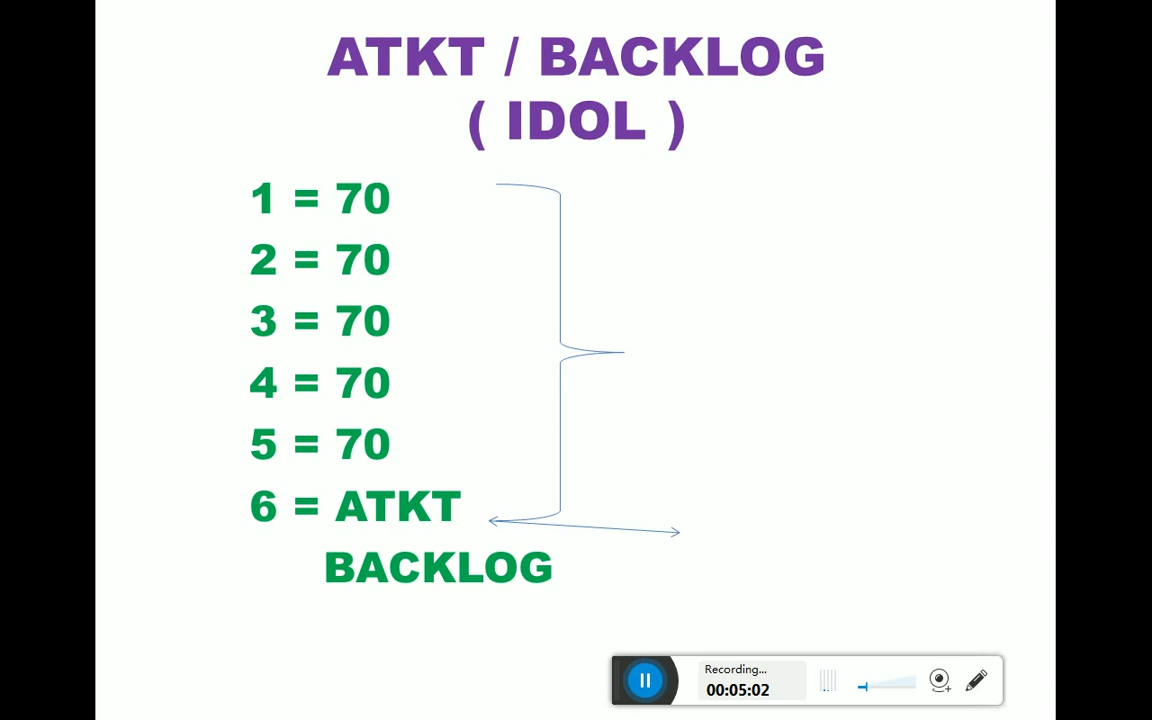 ATKT / BACKLOG
( IDOL )
1 = 70
2 = 70
3 = 70
4 = 70
5 = 70
6 = ATKT
BACKLOG
Recording...
00:05:02